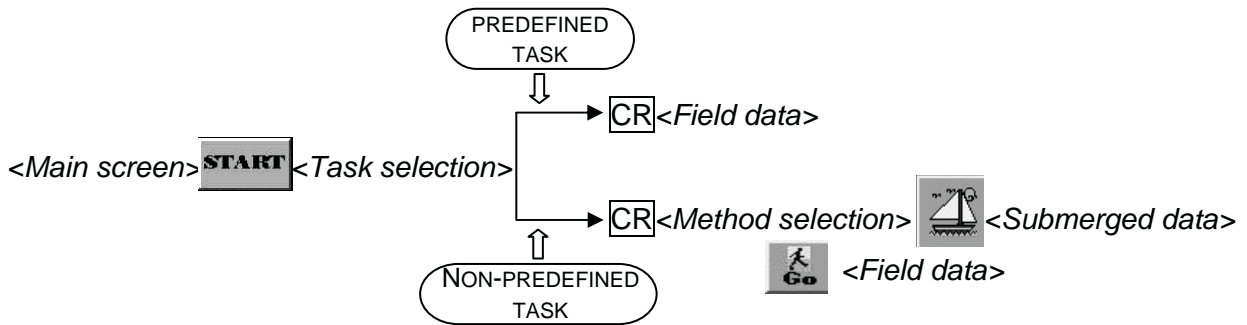 PREDEFINED
TASK
CR <Field data>
<Main screen> START <Task selection>
CR <Method selection> <Submerged data>
Go <Field data>
NON-PREDEFINED
TASK